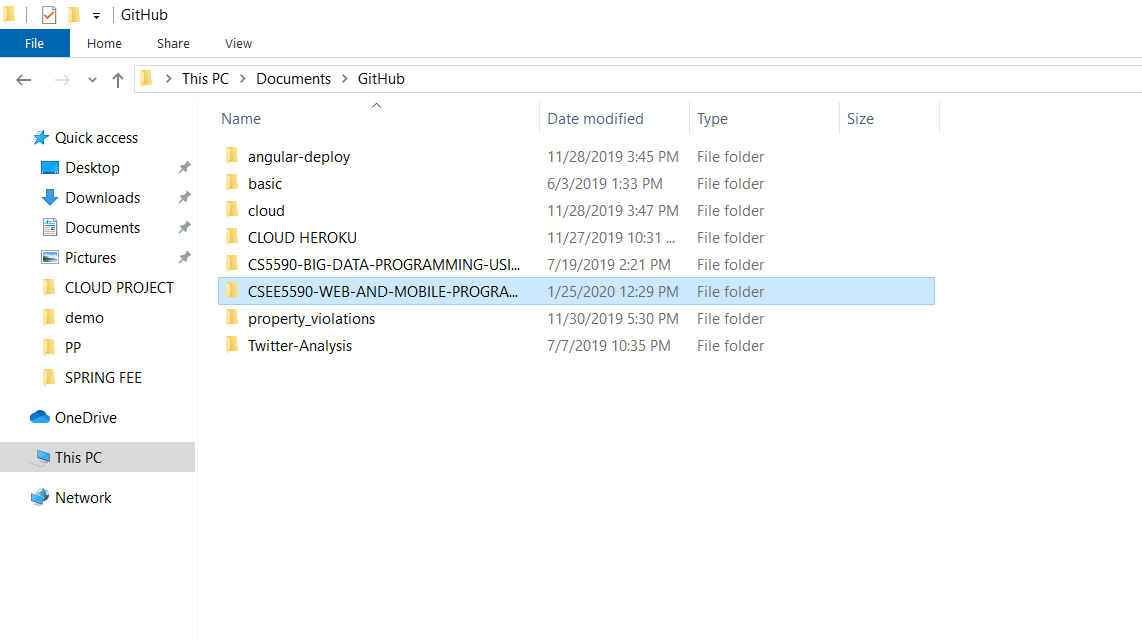 GitHub
File Home Share View
This PC Documents GitHub
Name Date modified Type Size
Quick access
Desktop
Downloads
Documents
Pictures
CLOUD PROJECT
demo
PP
SPRING FEE
OneDrive
This PC
Network
angular-deploy 11/28/2019 3:45 PM File folder
basic 6/3/2019 1:33 PM File folder
cloud 11/28/2019 3:47 PM File folder
CLOUD HEROKU 11/27/2019 10:31 ... File folder
CS5590-BIG-DATA-PROGRAMMING-USI... 7/19/2019 2:21 PM File folder
CSEE5590-WEB-AND-MOBILE-PROGRA... 1/25/2020 12:29 PM File folder
property_violations 11/30/2019 5:30 PM File folder
Twitter-Analysis 7/7/2019 10:35 PM File folder